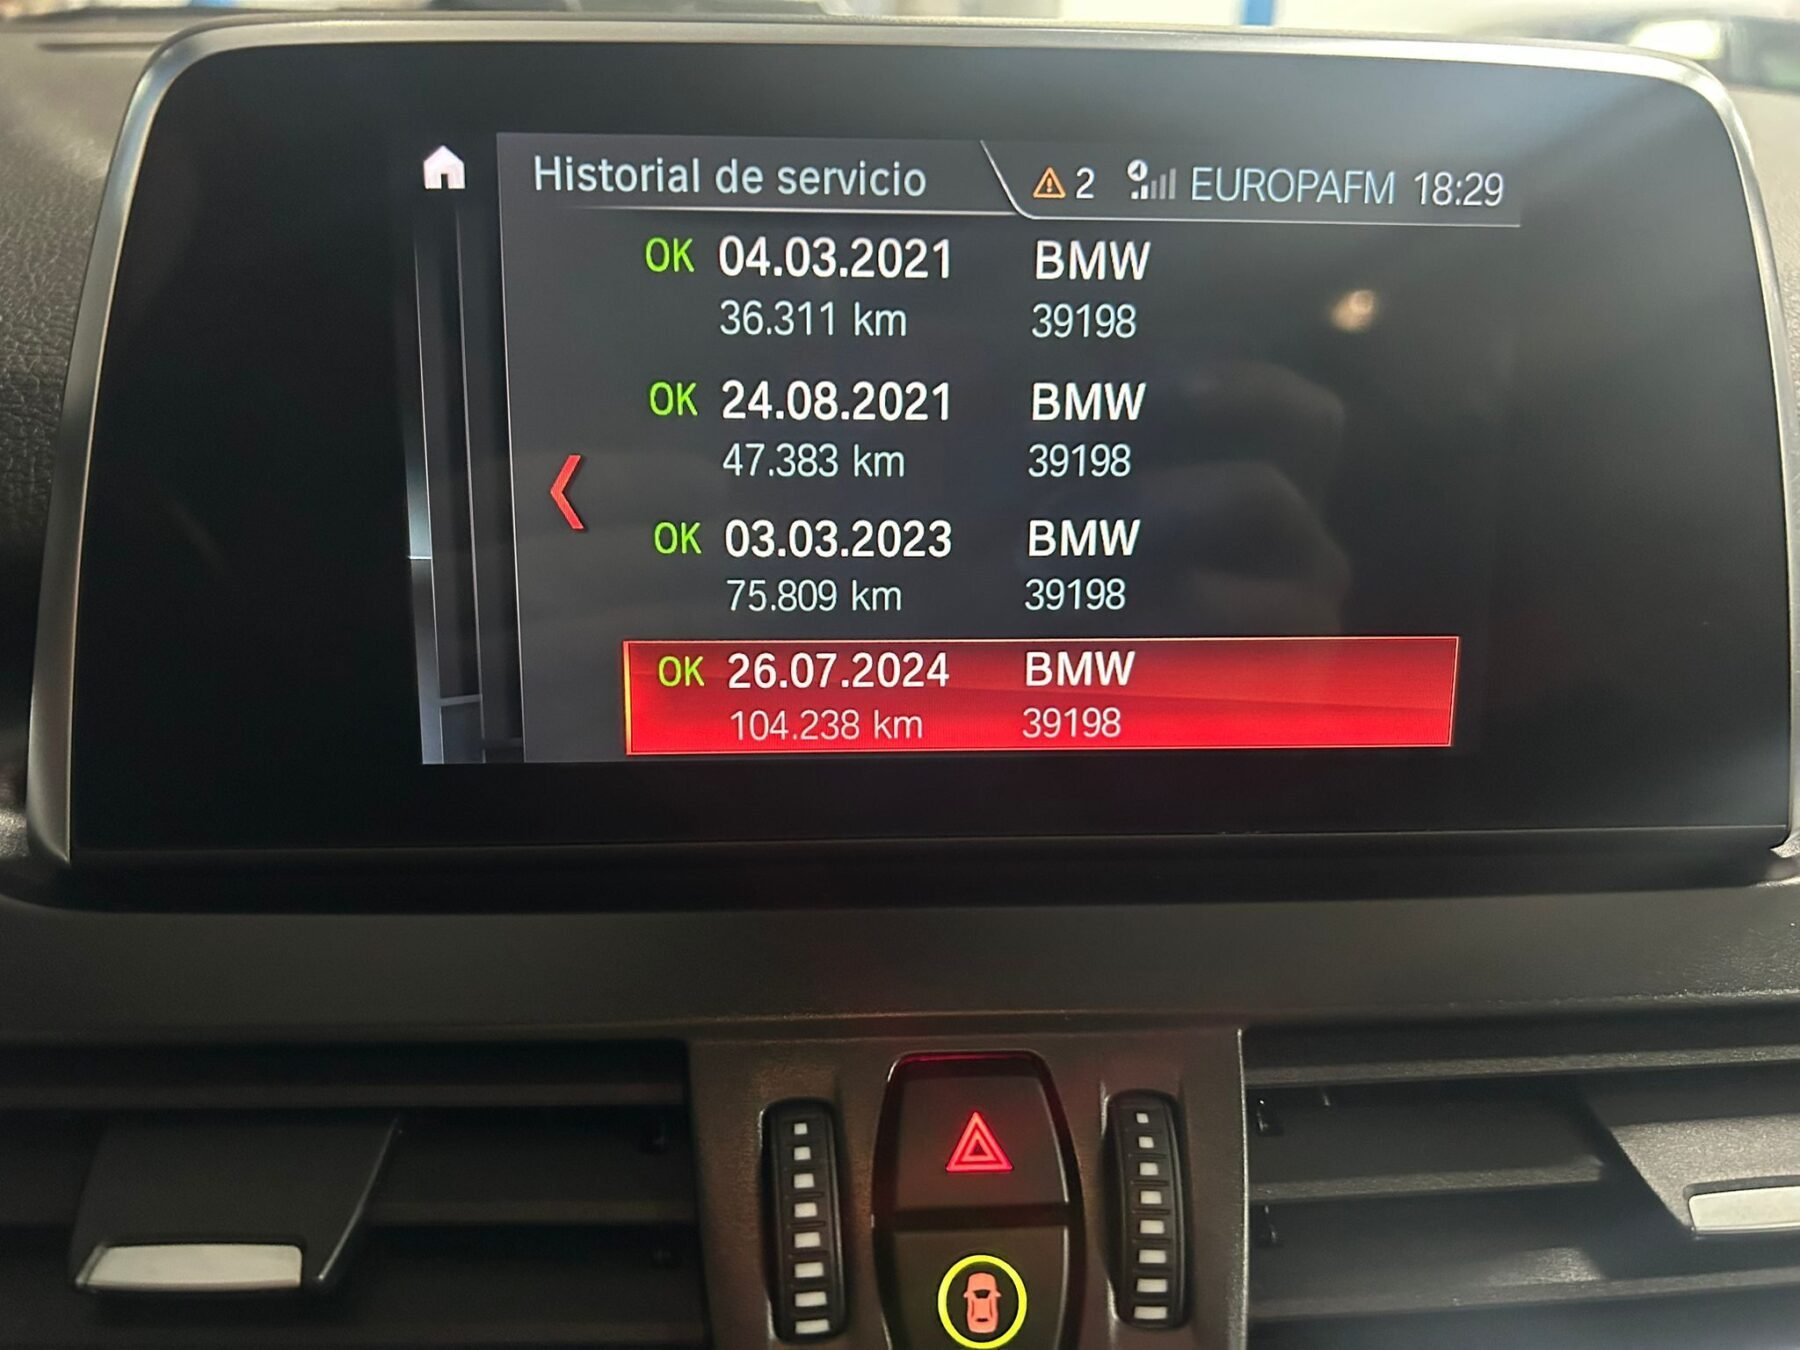 Historial de servicio 2 EUROPAFM 18:29
OK 04.03.2021 BMW
36.311 km 39198
OK 24.08.2021 BMW
47.383 km 39198
OK 03.03.2023 BMW
75.809 km 39198
OK 26.07.2024 BMW
104.238 km 39198